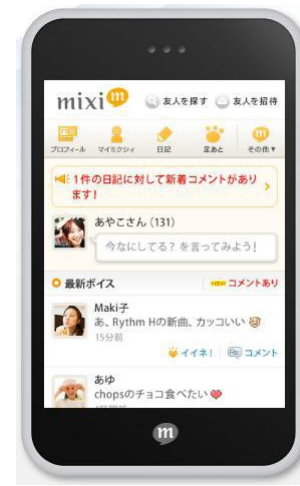 mixi m 友人を探す 友人を招待
プロフィール マイミクシィ 日記 足あと その他▼
1件の日記に対して新着コメントがあり
ます!
あやこさん (131)
今なにしてる? を言ってみよう!
最新ボイス NEW コメントあり
Maki子
あ、Rythm Hの新曲、カッコいい
15分前
イイネ! コメント
あゆ
chopsのチョコ食べたい
m